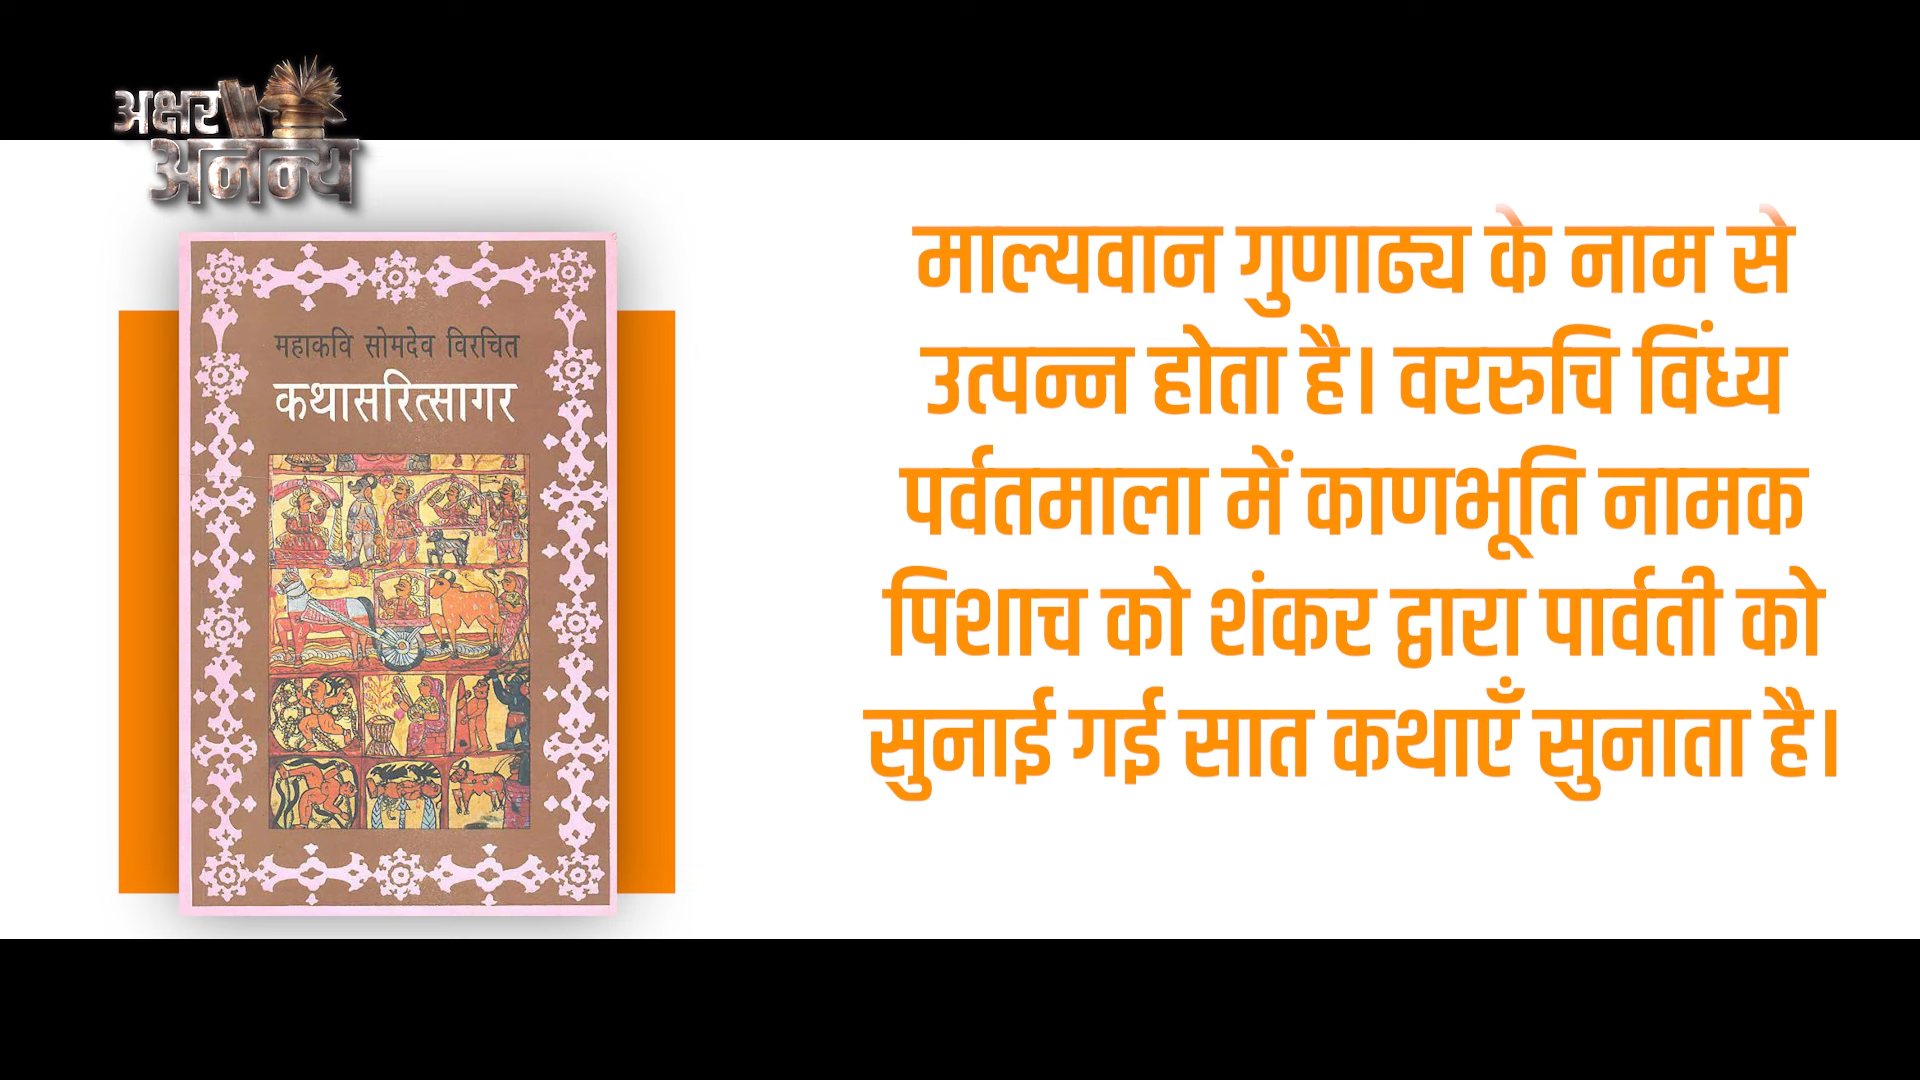 अक्षर
अनन्य
महाकवि सोमदेव विरचित
कथासरित्सागर
माल्यवान गुणाढ्य के नाम से
उत्पन्न होता है। वररुचि विंध्य
पर्वतमाला में काणभूति नामक
पिशाच को शंकर द्वारा पार्वती को
सुनाई गई सात कथाएँ सुनाता है।